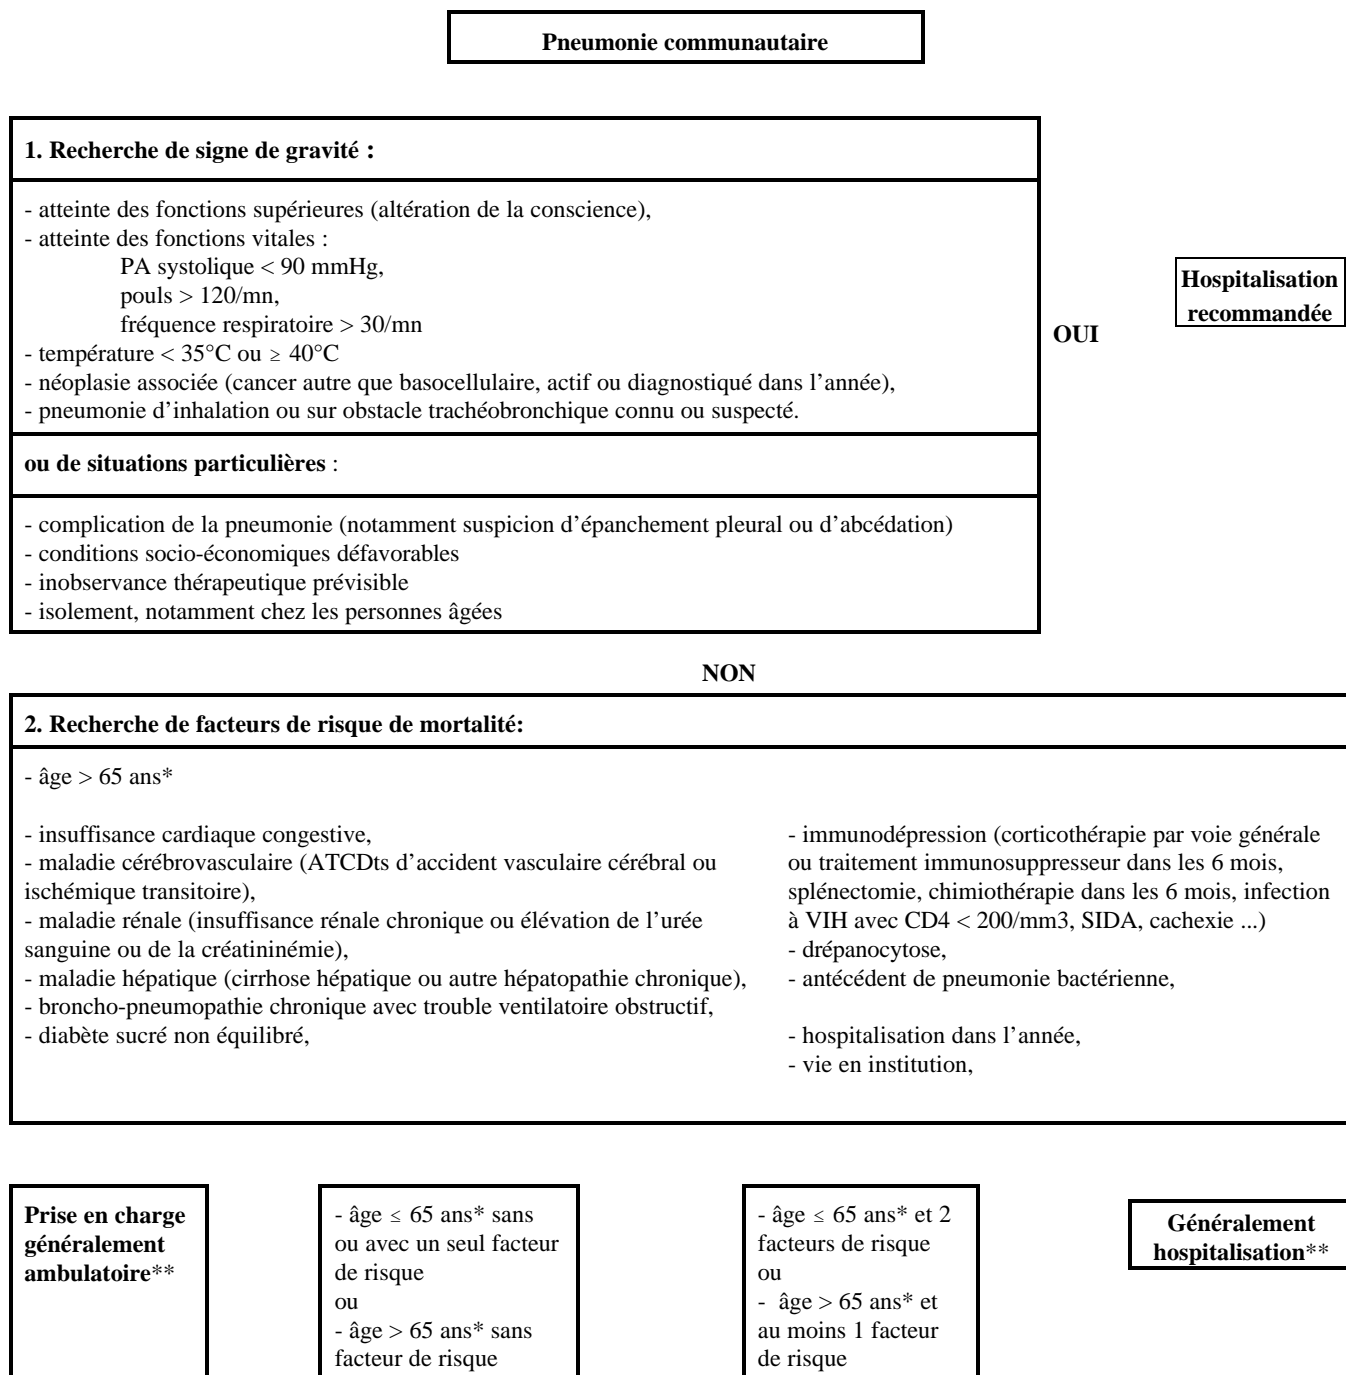 Pneumonie communautaire
1. Recherche de signe de gravité :
- atteinte des fonctions supérieures (altération de la conscience),
- atteinte des fonctions vitales :
PA systolique < 90 mmHg,
pouls > 120/mn,
fréquence respiratoire > 30/mn
- température < 35°C ou ≥ 40°C
- néoplasie associée (cancer autre que basocellulaire, actif ou diagnostiqué dans l’année),
- pneumonie d’inhalation ou sur obstacle trachéobronchique connu ou suspecté.
ou de situations particulières :
- complication de la pneumonie (notamment suspicion d’épanchement pleural ou d’abcédation)
- conditions socio-économiques défavorables
- inobservance thérapeutique prévisible
- isolement, notamment chez les personnes âgées
OUI
Hospitalisation
recommandée
NON
2. Recherche de facteurs de risque de mortalité:
- âge > 65 ans*
- insuffisance cardiaque congestive,
- maladie cérébrovasculaire (ATCDts d’accident vasculaire cérébral ou
ischémique transitoire),
- maladie rénale (insuffisance rénale chronique ou élévation de l’urée
sanguine ou de la créatininémie),
- maladie hépatique (cirrhose hépatique ou autre hépatopathie chronique),
- broncho-pneumopathie chronique avec trouble ventilatoire obstructif,
- diabète sucré non équilibré,
- immunodépression (corticothérapie par voie générale
ou traitement immunosuppresseur dans les 6 mois,
splénectomie, chimiothérapie dans les 6 mois, infection
à VIH avec CD4 < 200/mm3, SIDA, cachexie ...)
- drépanocytose,
- antécédent de pneumonie bactérienne,
- hospitalisation dans l’année,
- vie en institution,
Prise en charge
généralement
ambulatoire**
- âge ≤ 65 ans* sans
ou avec un seul facteur
de risque
ou
- âge > 65 ans* sans
facteur de risque
- âge ≤ 65 ans* et 2
facteurs de risque
ou
- âge > 65 ans* et
au moins 1 facteur
de risque
Généralement
hospitalisation**